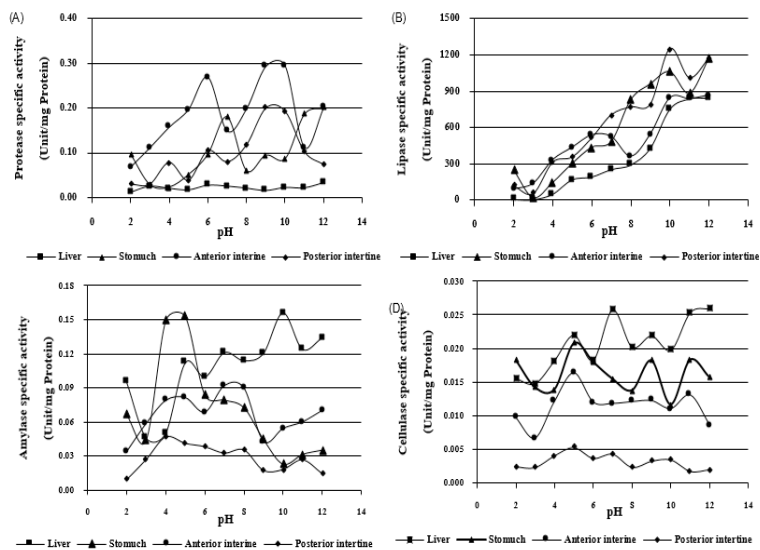 (A)
Protease specific activity
(Unit/mg Protein)
0.40
0.30
0.20
0.10
0.00
0 2 4 6 8 10 12 14
pH
Liver Stomuch Anterior interine Posterior intertine
(B)
Lipase specific activity
(Unit/mg Protein)
1500
1200
900
600
300
0
0 2 4 6 8 10 12 14
pH
Liver Stomuch Anterior interine Posterior intertine
Amylase specific activity
(Unit/mg Protein)
0.18
0.15
0.12
0.09
0.06
0.03
0.00
0 2 4 6 8 10 12 14
pH
Liver Stomuch Anterior interine Posterior intertine
(D)
Cellulase specific activity
(Unit/mg Protein)
0.030
0.025
0.020
0.015
0.010
0.005
0.000
0 2 4 6 8 10 12 14
pH
Liver Stomuch Anterior interine Posterior intertine